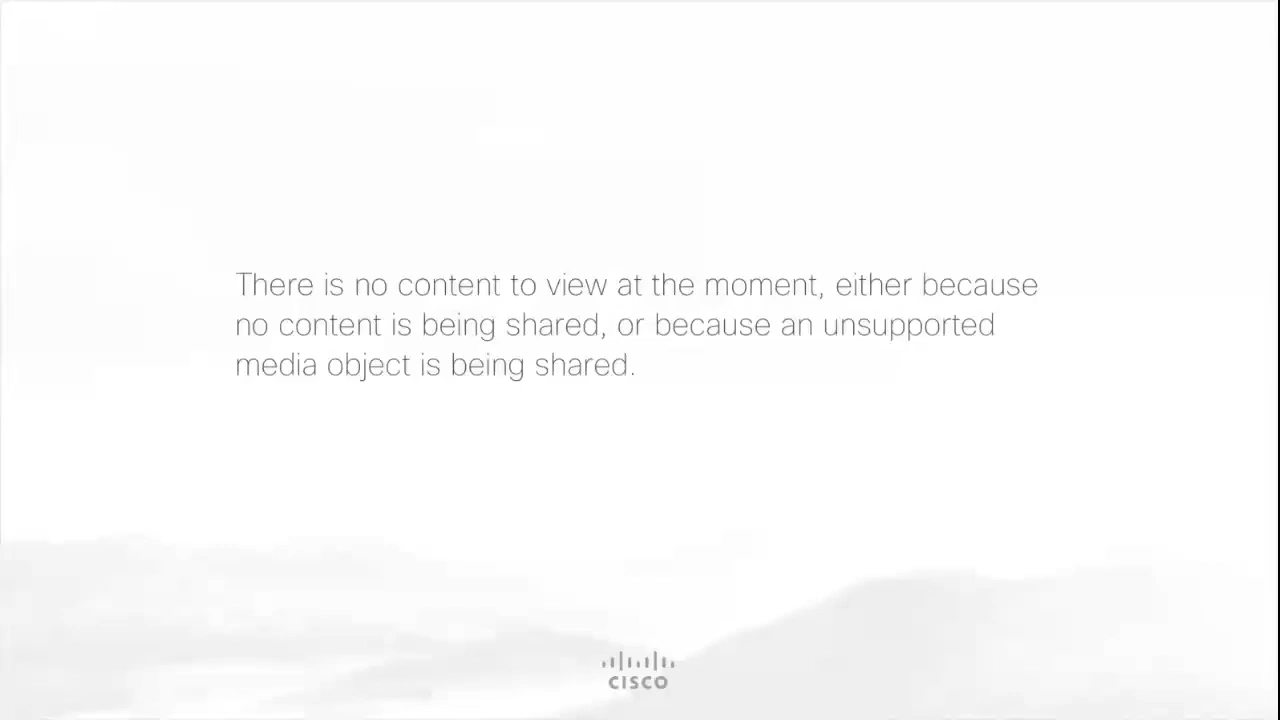 There is no content to view at the moment, either because
no content is being shared, or because an unsupported
media object is being shared.
CISCO